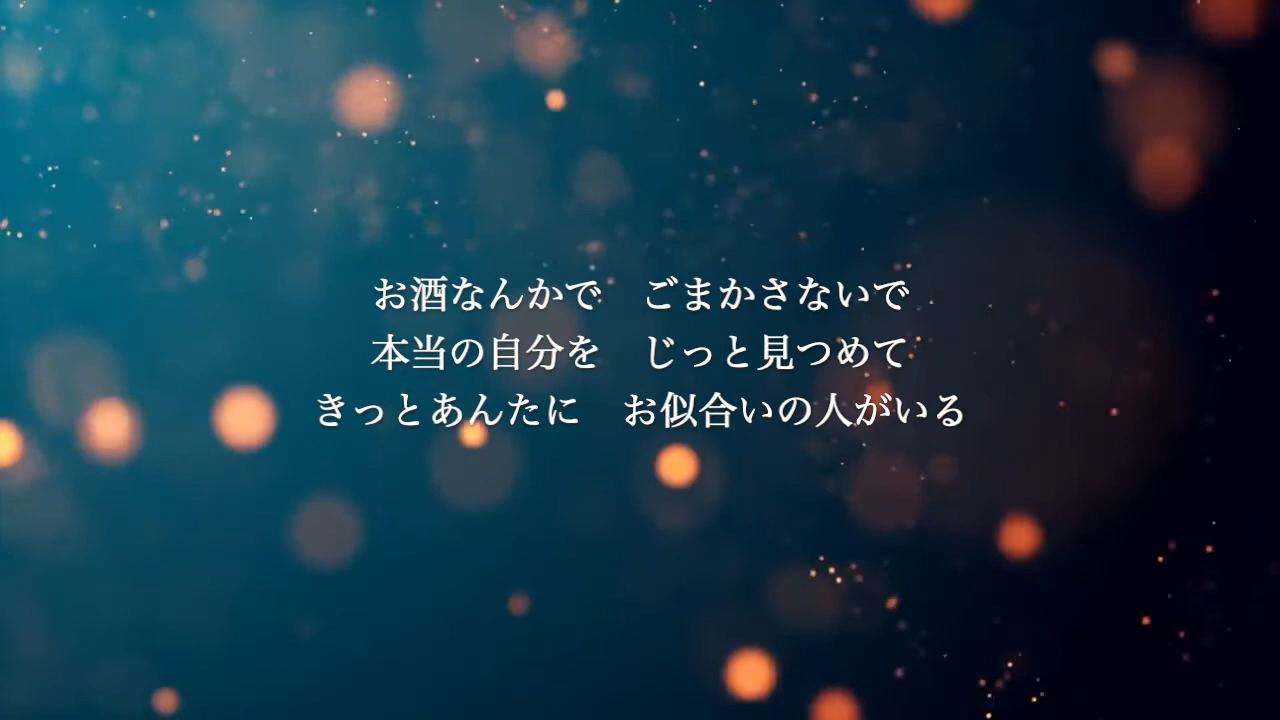 お酒なんかで　ごまかさないで
本当の自分を　じっと見つめて
きっとあんたに　お似合いの人がいる